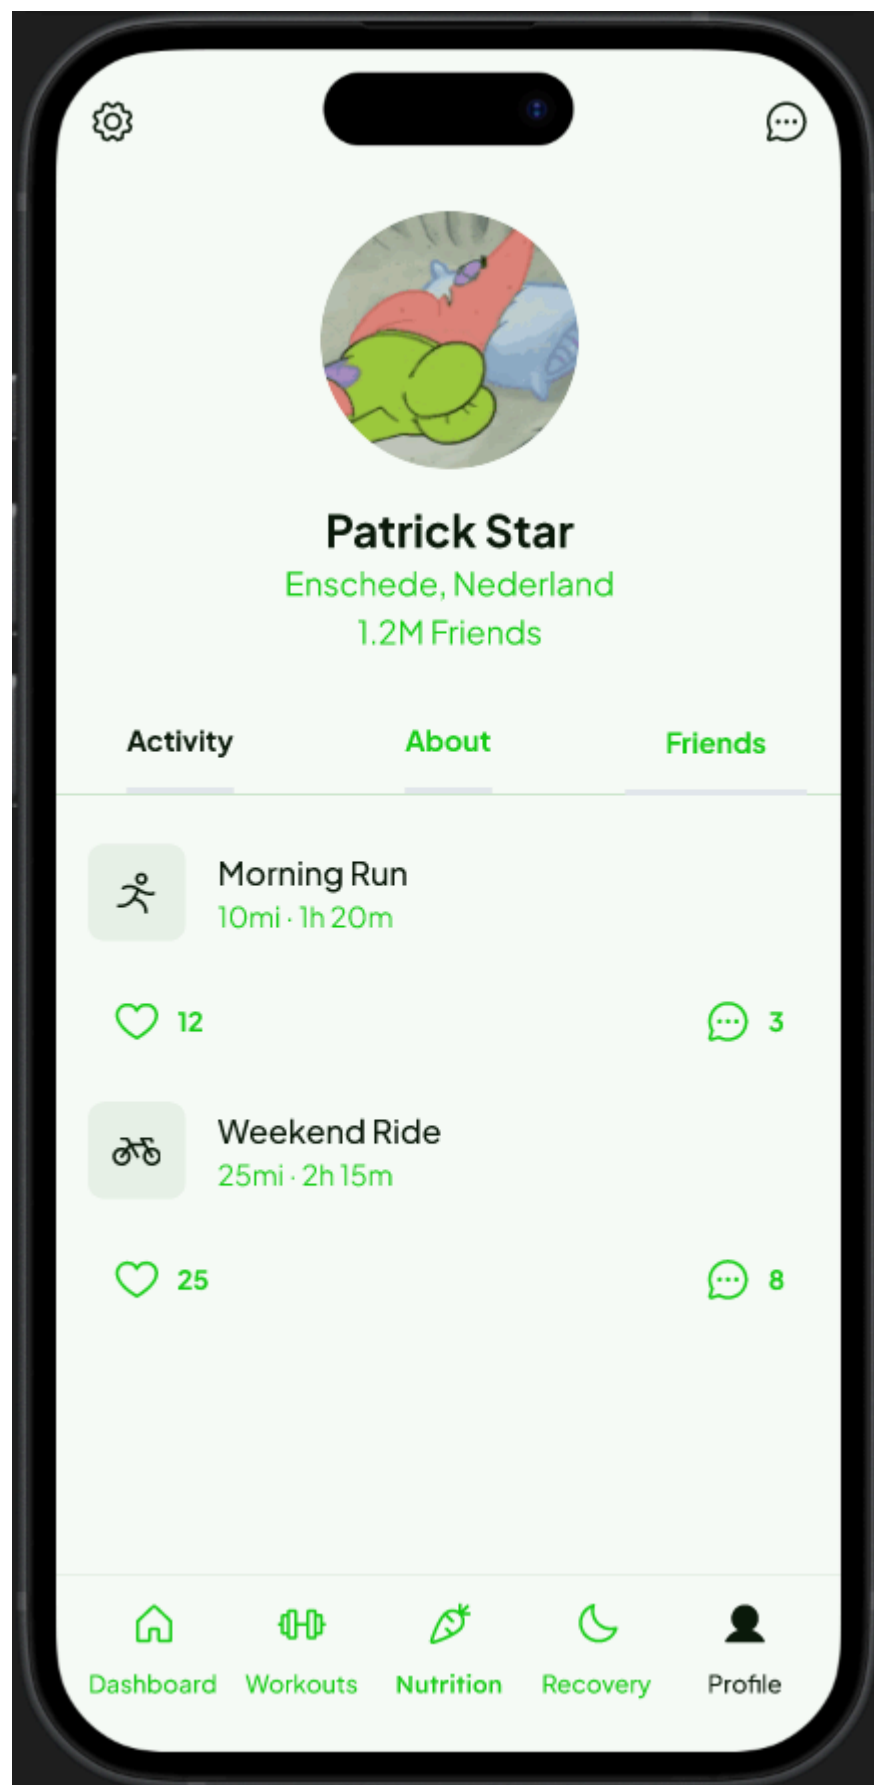 Patrick Star
Enschede, Nederland
1.2M Friends
Activity About Friends
Morning Run
10mi · 1h 20m
12 3
Weekend Ride
25mi · 2h 15m
25 8
Dashboard Workouts Nutrition Recovery Profile